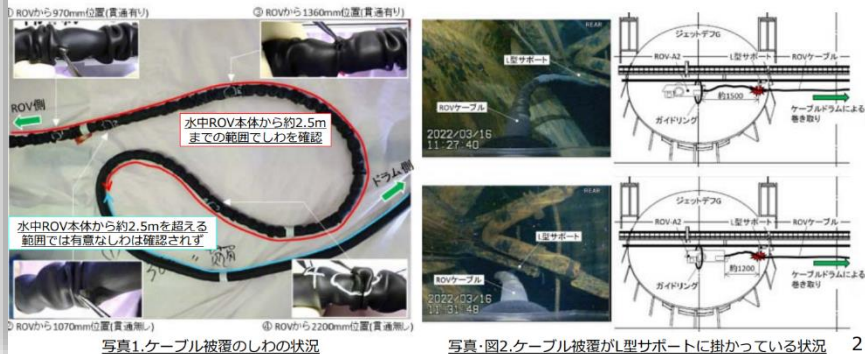 ① ROVから970mm位置(貫通有り)
③ ROVから1360mm位置(貫通有り)
ROV側
水中ROV本体から約2.5m
までの範囲でしわを確認
ドラム側
水中ROV本体から約2.5mを超える
範囲では有意なしわは確認されず
② ROVから1070mm位置(貫通無し)
④ ROVから2200mm位置(貫通無し)
写真1.ケーブル被覆のしわの状況
REAR
L型サポート
ROVケーブル
2022/03/16
11:27:40
ジェットデフG
ROV-A2
L型サポート
ROVケーブル
約1500
ガイドリング
ケーブルドラムによる
巻き取り
REAR
L型サポート
ROVケーブル
2022/03/16
11:31:48
ジェットデフG
ROV-A2
L型サポート
ROVケーブル
約1200
ガイドリング
ケーブルドラムによる
巻き取り
写真・図2.ケーブル被覆がL型サポートに掛かっている状況
2